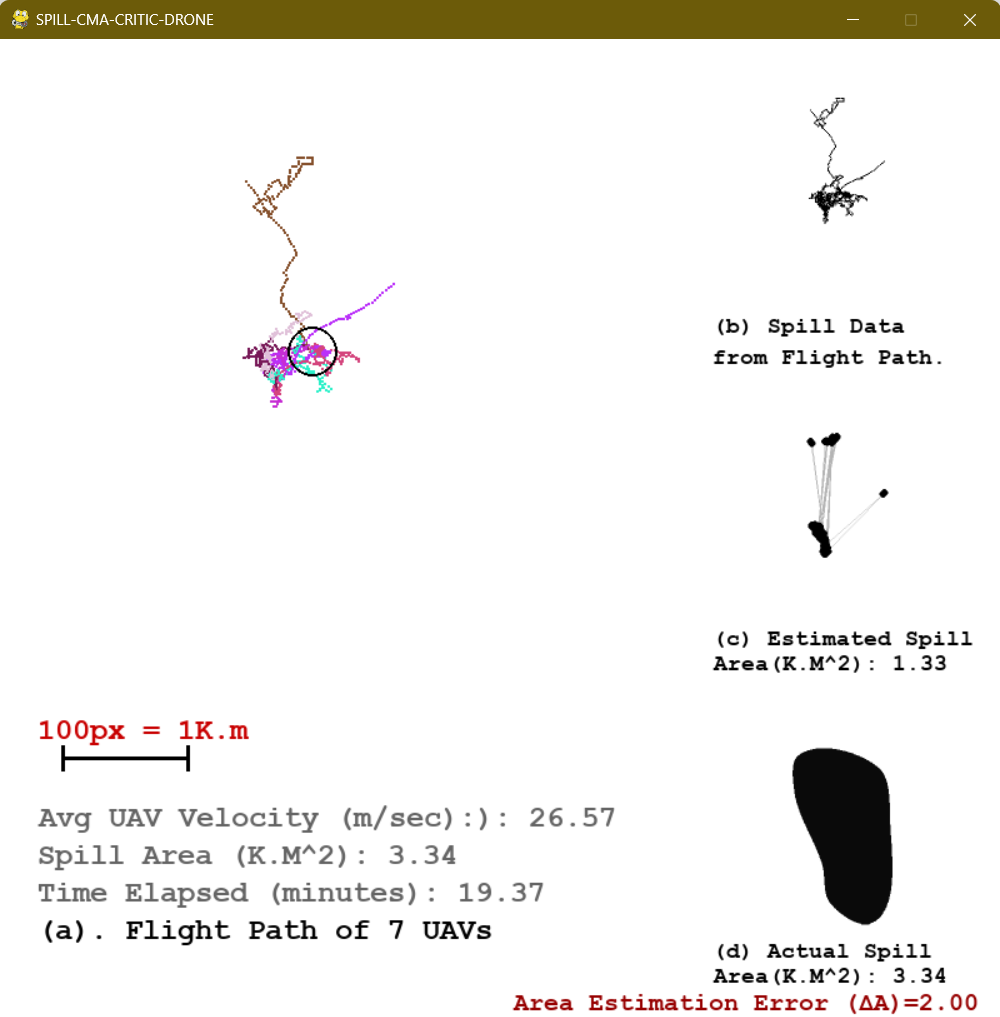 SPILL-CMA-CRITIC-DRONE
(b) Spill Data
from Flight Path.
(c) Estimated Spill
Area(K.M^2): 1.33
100px = 1K.m
Avg UAV Velocity (m/sec):): 26.57
Spill Area (K.M^2): 3.34
Time Elapsed (minutes): 19.37
(a). Flight Path of 7 UAVs
(d) Actual Spill
Area(K.M^2): 3.34
Area Estimation Error (ΔA)=2.00